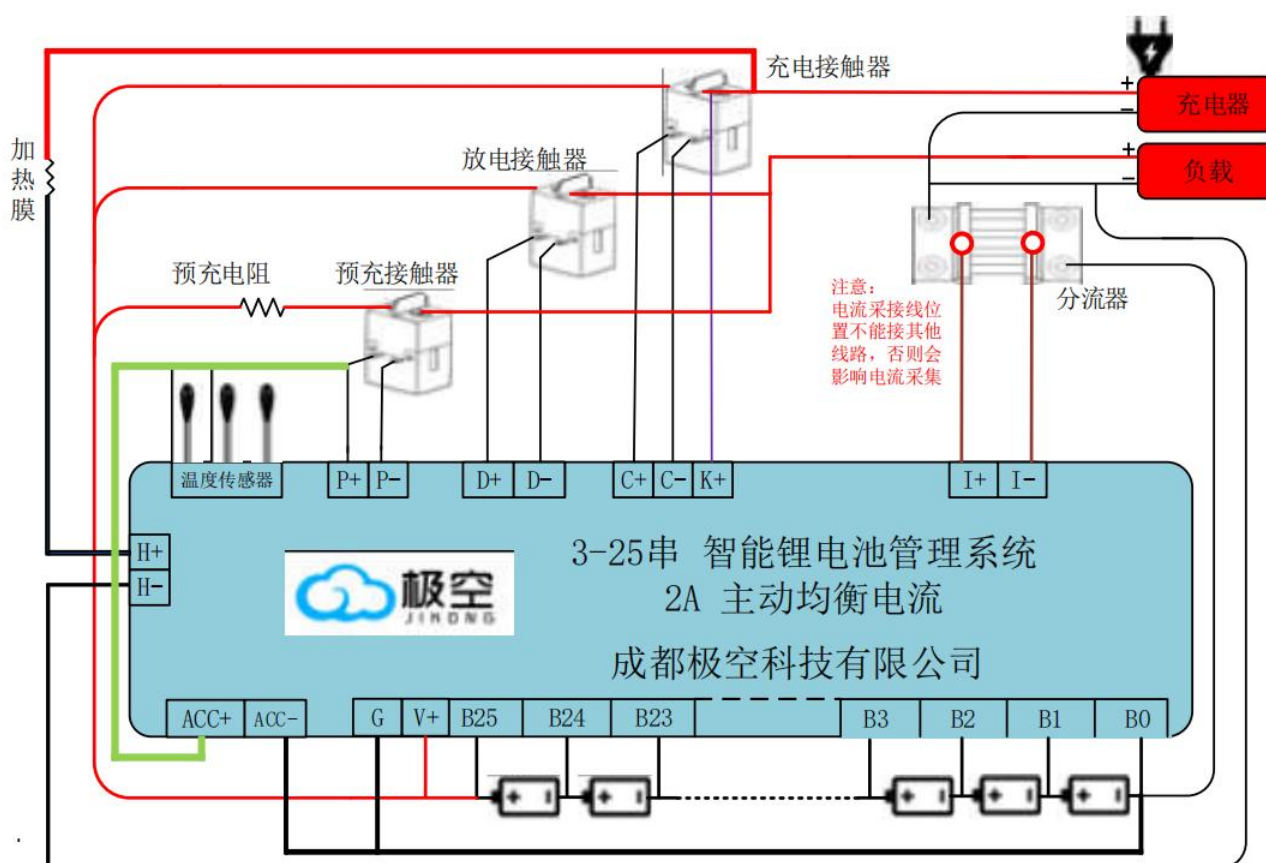 充电接触器
+
-
充电器
加
热
膜
放电接触器
+
-
负载
预充电阻
预充接触器
注意：
电流采接线位
置不能接其他
线路，否则会
影响电流采集
分流器
温度传感器
P+
P-
D+
D-
C+
C-
K+
I+
I-
H+
H-
极空
JIKONG
3-25串 智能锂电池管理系统
2A 主动均衡电流
成都极空科技有限公司
ACC+
ACC-
G
V+
B25
B24
B23
B3
B2
B1
B0